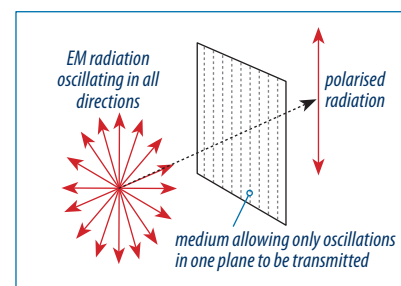 EM radiation
oscillating in all
directions
polarised
radiation
medium allowing only oscillations
in one plane to be transmitted